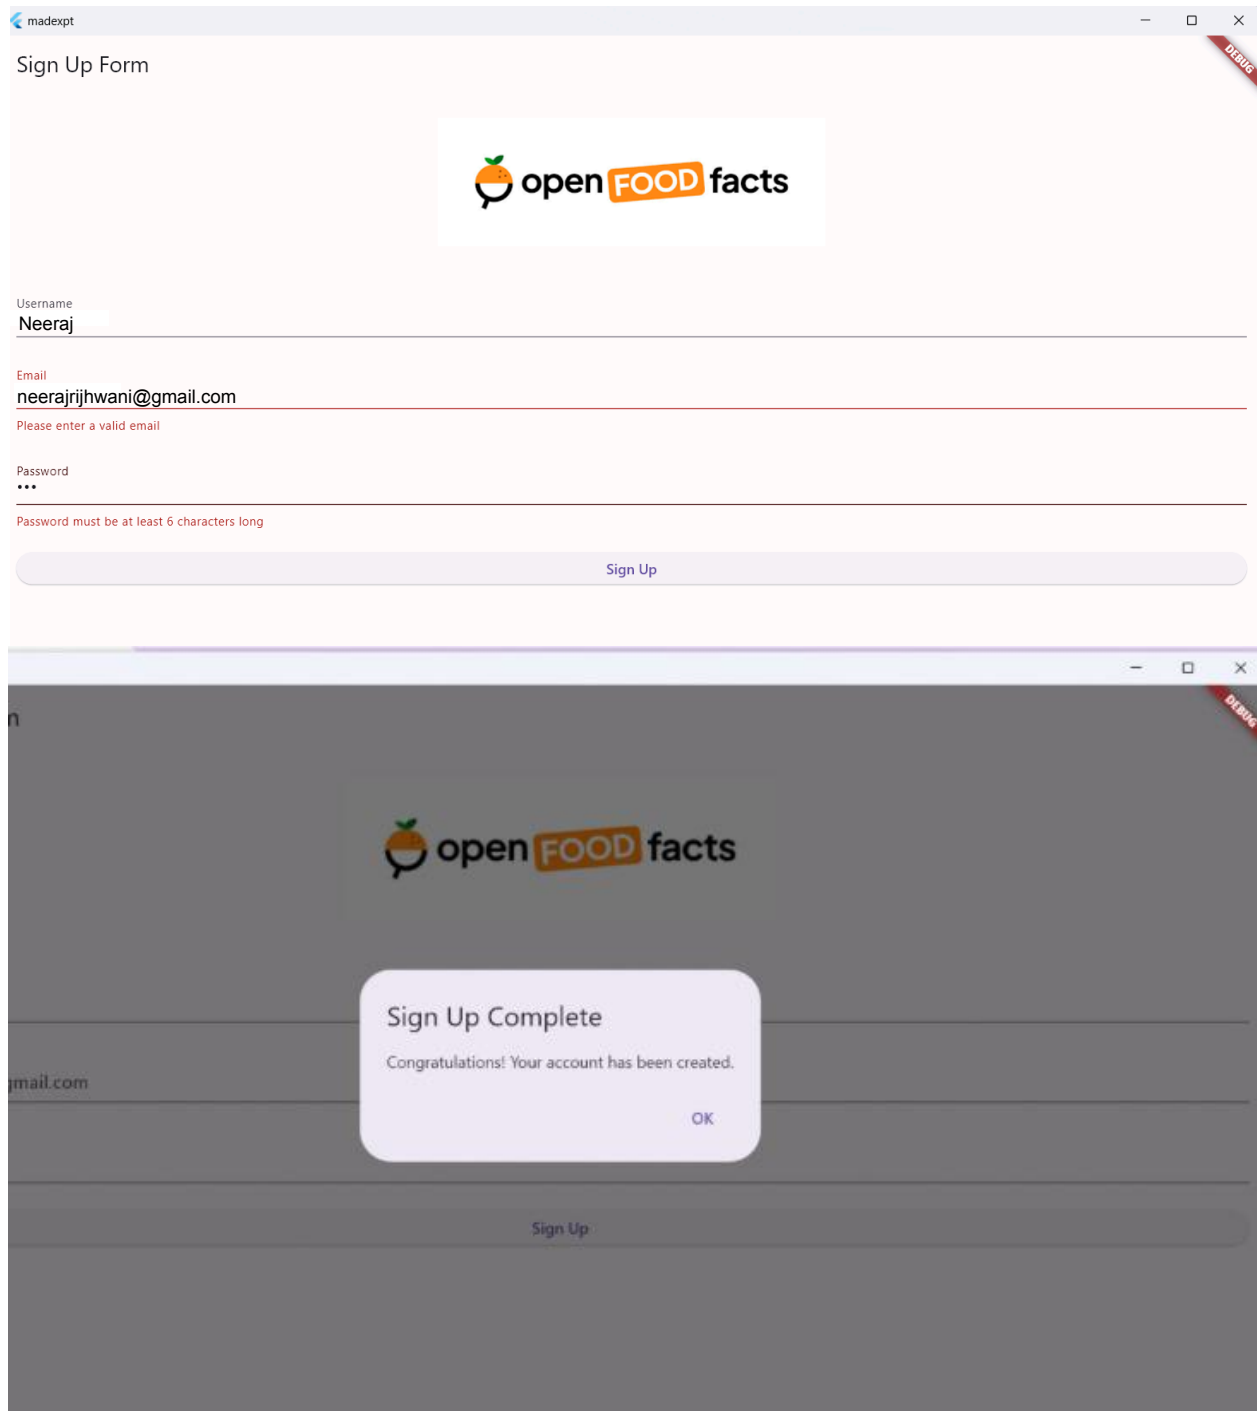 madexpt
DEBUG
Sign Up Form
open FOOD facts
Username
Neeraj
Email
neerajrijhwani@gmail.com
Please enter a valid email
Password
•••
Password must be at least 6 characters long
Sign Up
DEBUG
open FOOD facts
Sign Up Complete
Congratulations! Your account has been created.
gmail.com
OK
Sign Up